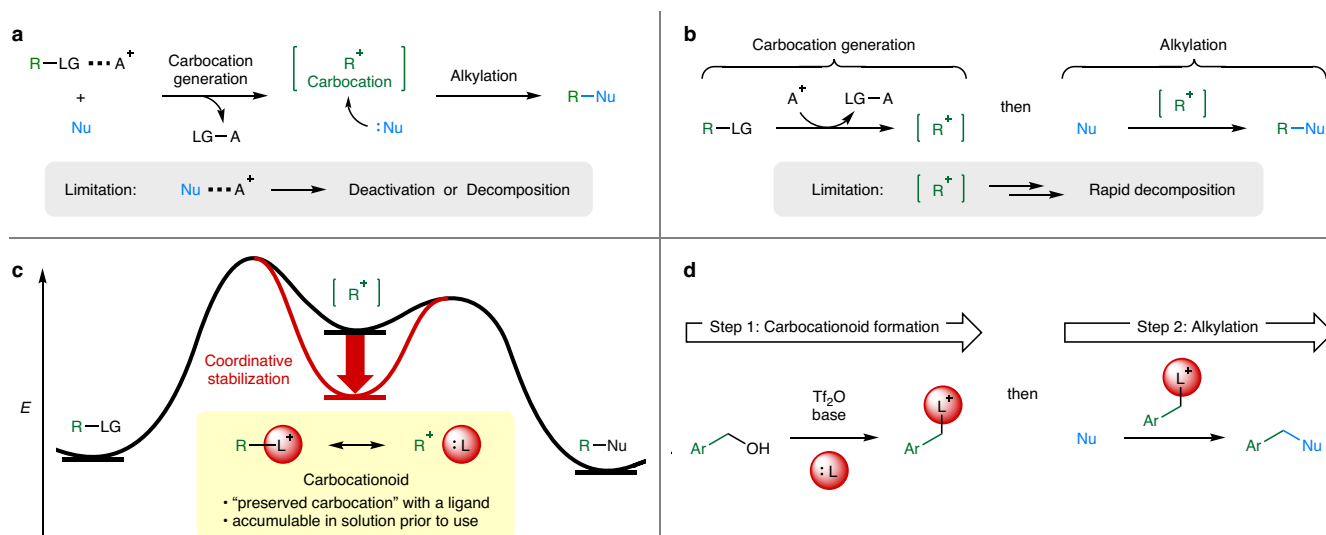 a
R–LG ··· A+
+
Nu
Carbocation
generation
LG–A
R+
Carbocation
:Nu
Alkylation
R–Nu
Limitation: Nu ··· A+ Deactivation or Decomposition
b
Carbocation generation
R–LG
A+ LG–A
[ R+ ]
then
Alkylation
Nu
[ R+ ]
R–Nu
Limitation: [ R+ ] Rapid decomposition
c
E
R–LG
[ R+ ]
Coordinative
stabilization
R–L+ R+ :L
Carbocationoid
• “preserved carbocation” with a ligand
• accumulable in solution prior to use
R–Nu
d
Step 1: Carbocationoid formation
Ar OH
Tf2O
base
:L
L+
Ar
then
Step 2: Alkylation
Nu
L+
Ar
Ar Nu